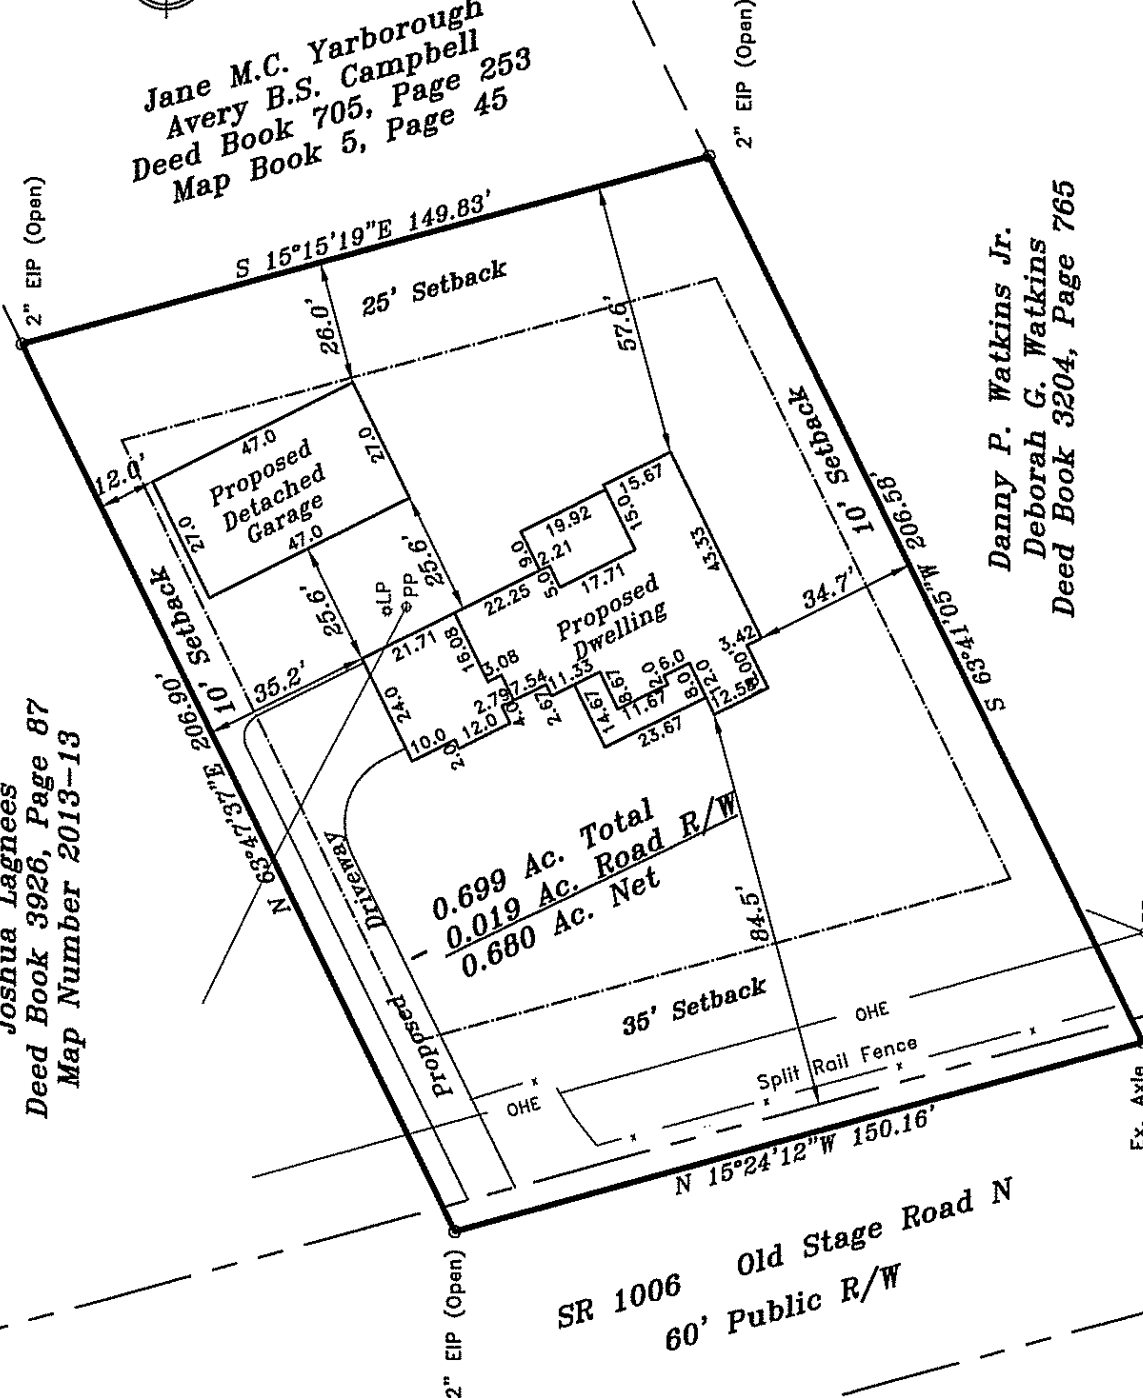 Jane M.C. Yarborough
Avery B.S. Campbell
Deed Book 705, Page 253
Map Book 5, Page 45
2" EIP (Open)
2" EIP (Open)
S 15°15'19"E 149.83'
25' Setback
26.0'
57.6'
Danny P. Watkins Jr.
Deborah G. Watkins
Deed Book 3204, Page 765
12.0'
47.0
27.0
Proposed
Detached
Garage
27.0
47.0
10' Setback
25.6'
25.6'
LP
PP
15.67
15.0
19.92
9.0
2.21
5.0
17.71
22.25
43.33
Proposed
Dwelling
10' Setback
S 63°41'05"W 206.58'
34.7'
35.2'
21.71
16.08
3.08
24.0
2.79
7.54
4.0
11.33
2.67
14.67
8.67
2.0
6.0
8.0
2.0
3.42
12.58
11.67
23.67
10.0
2.0
12.0
N 63°47'37"E 206.90'
Joshua Lagnees
Deed Book 3926, Page 87
Map Number 2013-13
0.699 Ac. Total
- 0.019 Ac. Road R/W
0.680 Ac. Net
84.5'
Proposed Driveway
35' Setback
OHE
OHE
Split Rail Fence
x
x
x
x
x
N 15°24'12"W 150.16'
Ex. Axle
2" EIP (Open)
SR 1006 Old Stage Road N
60' Public R/W